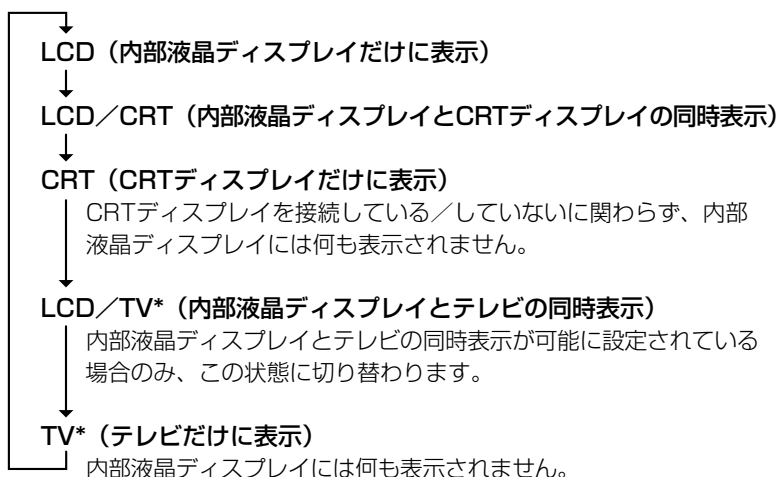 LCD（内部液晶ディスプレイだけに表示）
LCD／CRT（内部液晶ディスプレイとCRTディスプレイの同時表示）
CRT（CRTディスプレイだけに表示）
CRTディスプレイを接続している／していないに関わらず、内部
液晶ディスプレイには何も表示されません。
LCD／TV*（内部液晶ディスプレイとテレビの同時表示）
内部液晶ディスプレイとテレビの同時表示が可能に設定されている
場合のみ、この状態に切り替わります。
TV*（テレビだけに表示）
内部液晶ディスプレイには何も表示されません。